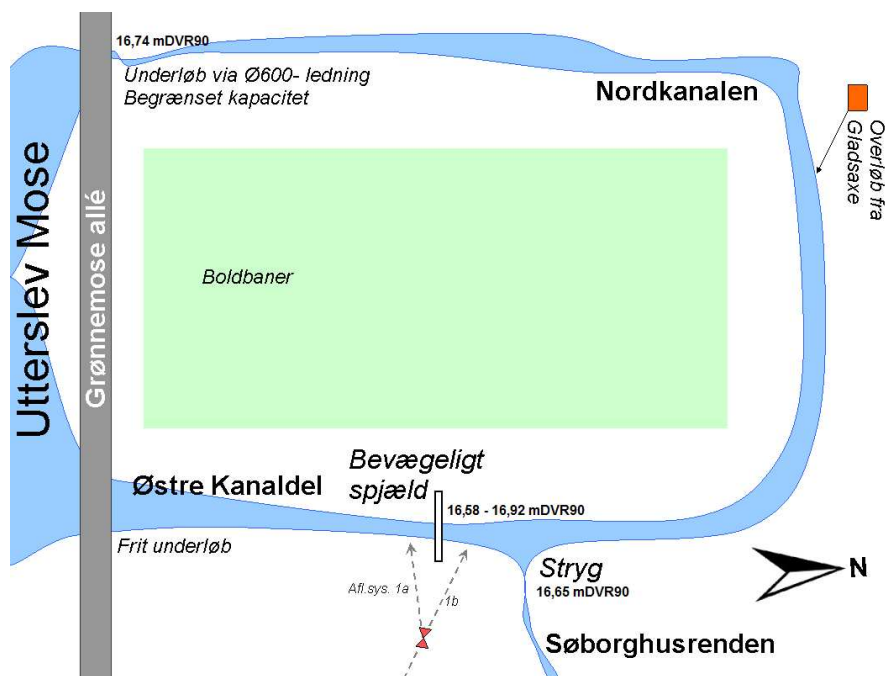 16,74 mDVR90
Underløb via Ø600- ledning
Begrænset kapacitet
Nordkanalen
Overløb fra
Gladsaxe
Utterslev Mose
Grønnemose allé
Boldbaner
Bevægeligt
spjæld
Østre Kanaldel
16,58 - 16,92 mDVR90
Frit underløb
Afl.sys. 1a
1b
Stryg
16,65 mDVR90
N
Søborghusrenden